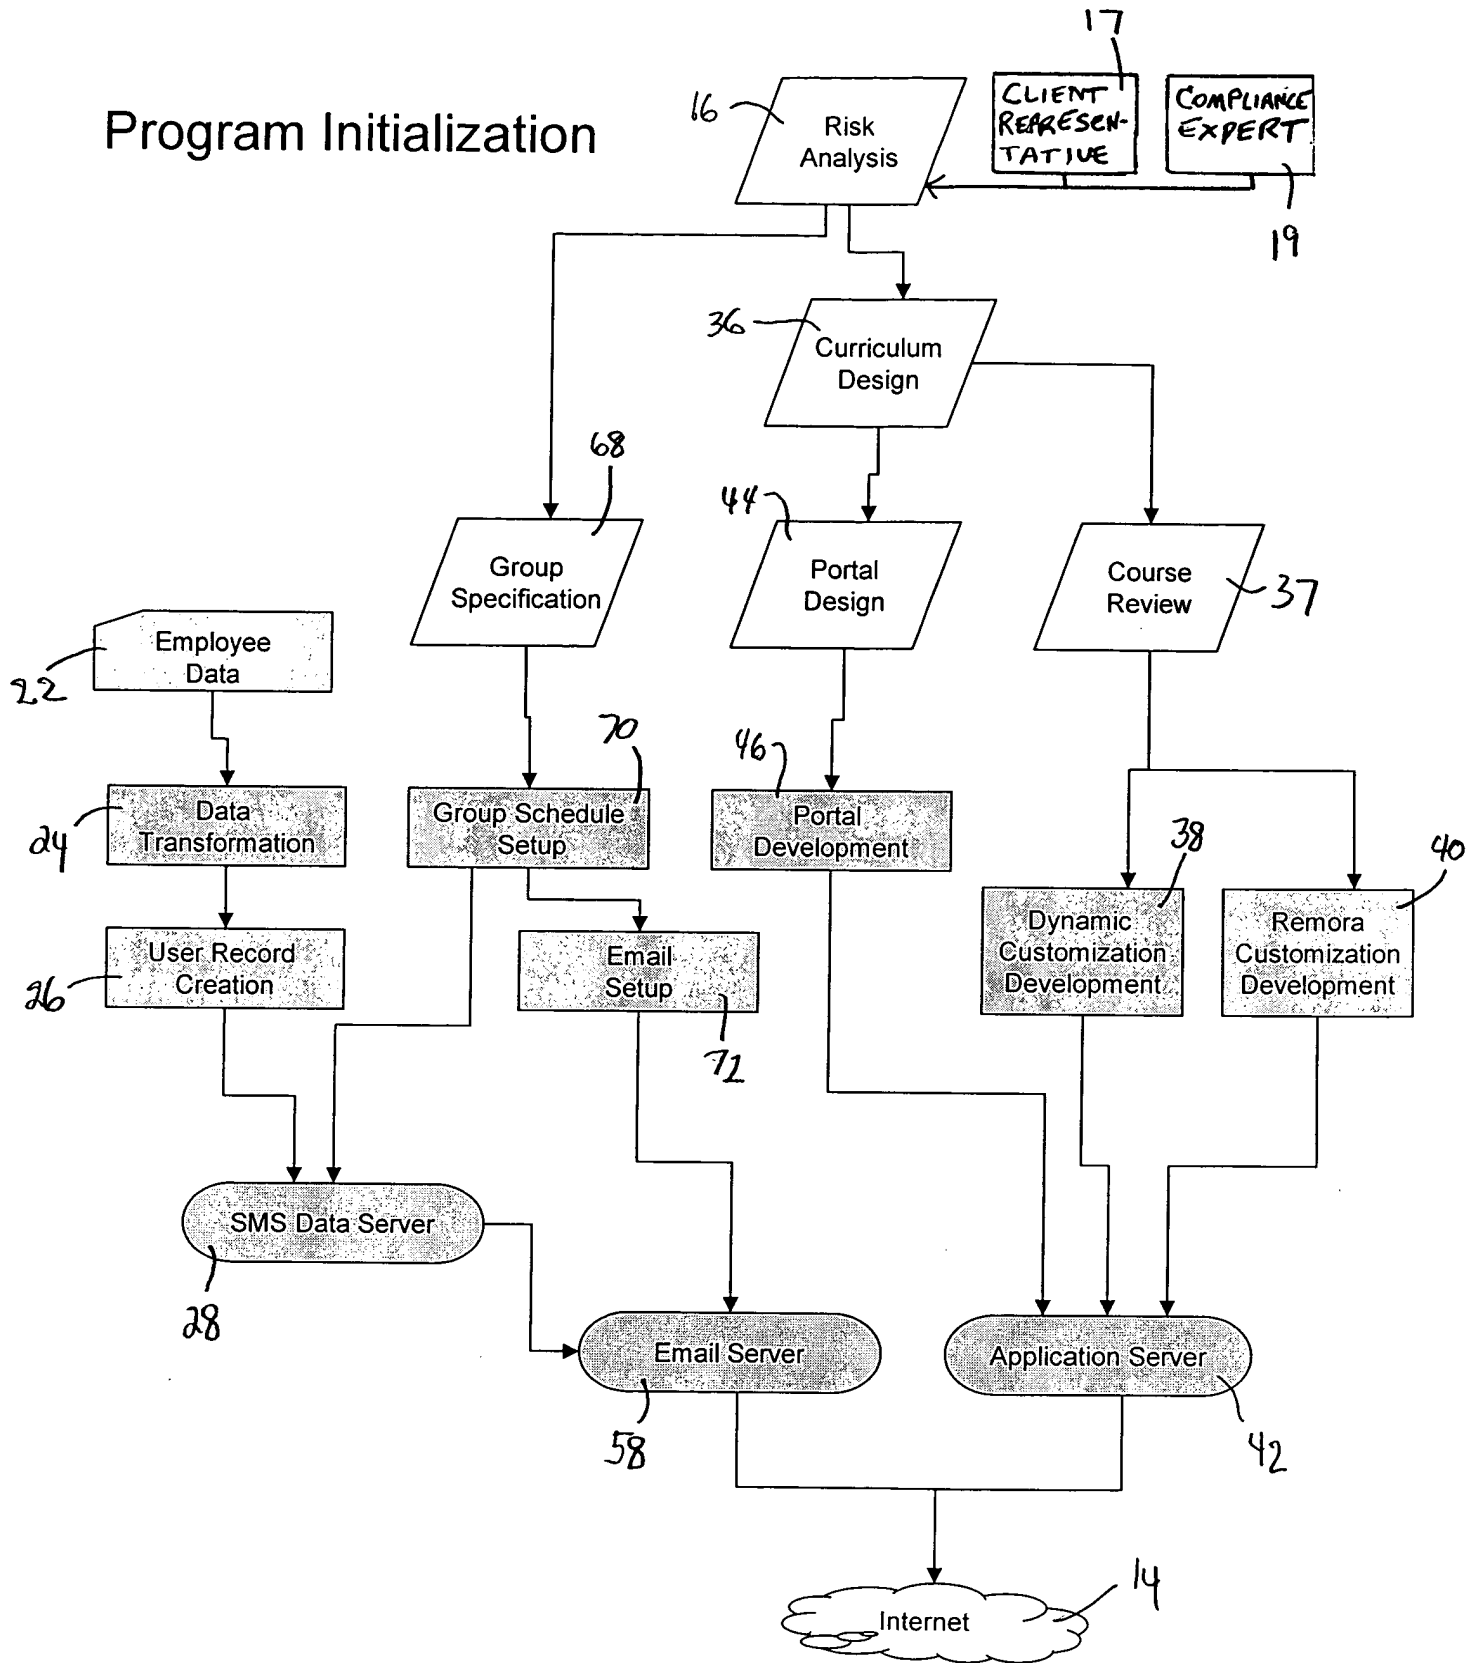 17
Program Initialization
16
Risk
Analysis
CLIENT
REPRESEN-
TATIVE
COMPLIANCE
EXPERT
19
36
Curriculum
Design
68
Group
Specification
44
Portal
Design
Course
Review
37
Employee
Data
22
Data
Transformation
24
70
Group Schedule
Setup
46
Portal
Development
38
Dynamic
Customization
Development
40
Remora
Customization
Development
User Record
Creation
26
Email
Setup
72
SMS Data Server
28
Email Server
58
Application Server
42
Internet
14